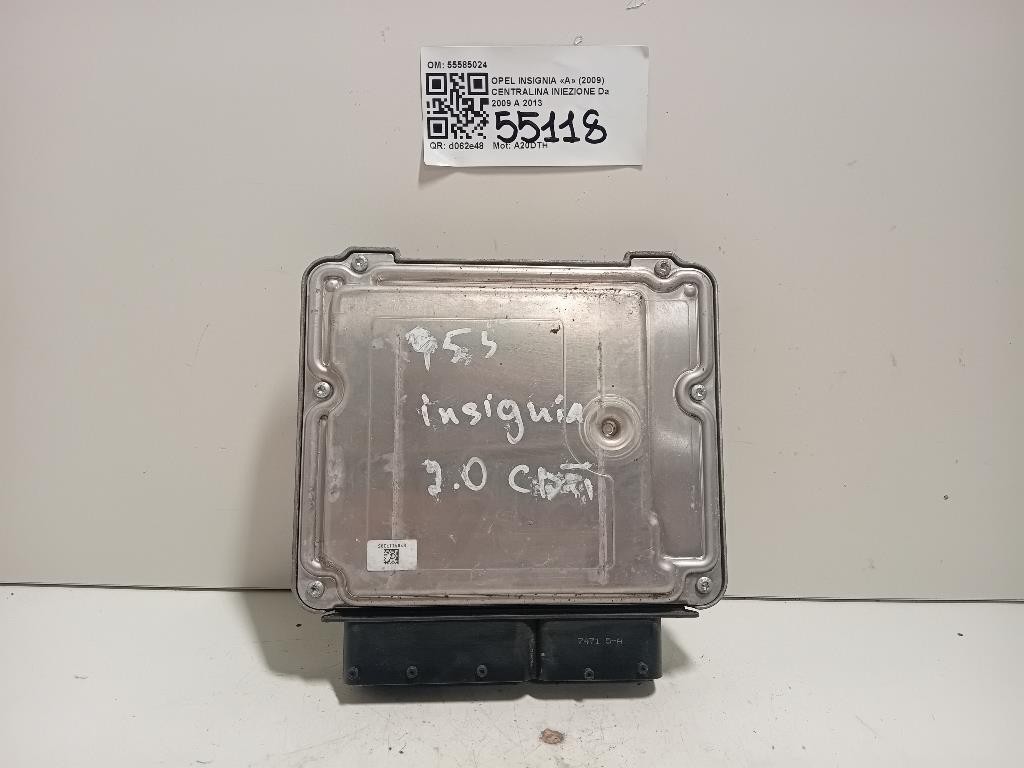 OM: 55585024
OPEL INSIGNIA «A» (2009)
CENTRALINA INIEZIONE Da
2009 A 2013
55118
QR: d062e48 Mot: A20DTH
insignia
2.0 CDTI
7471 5-A